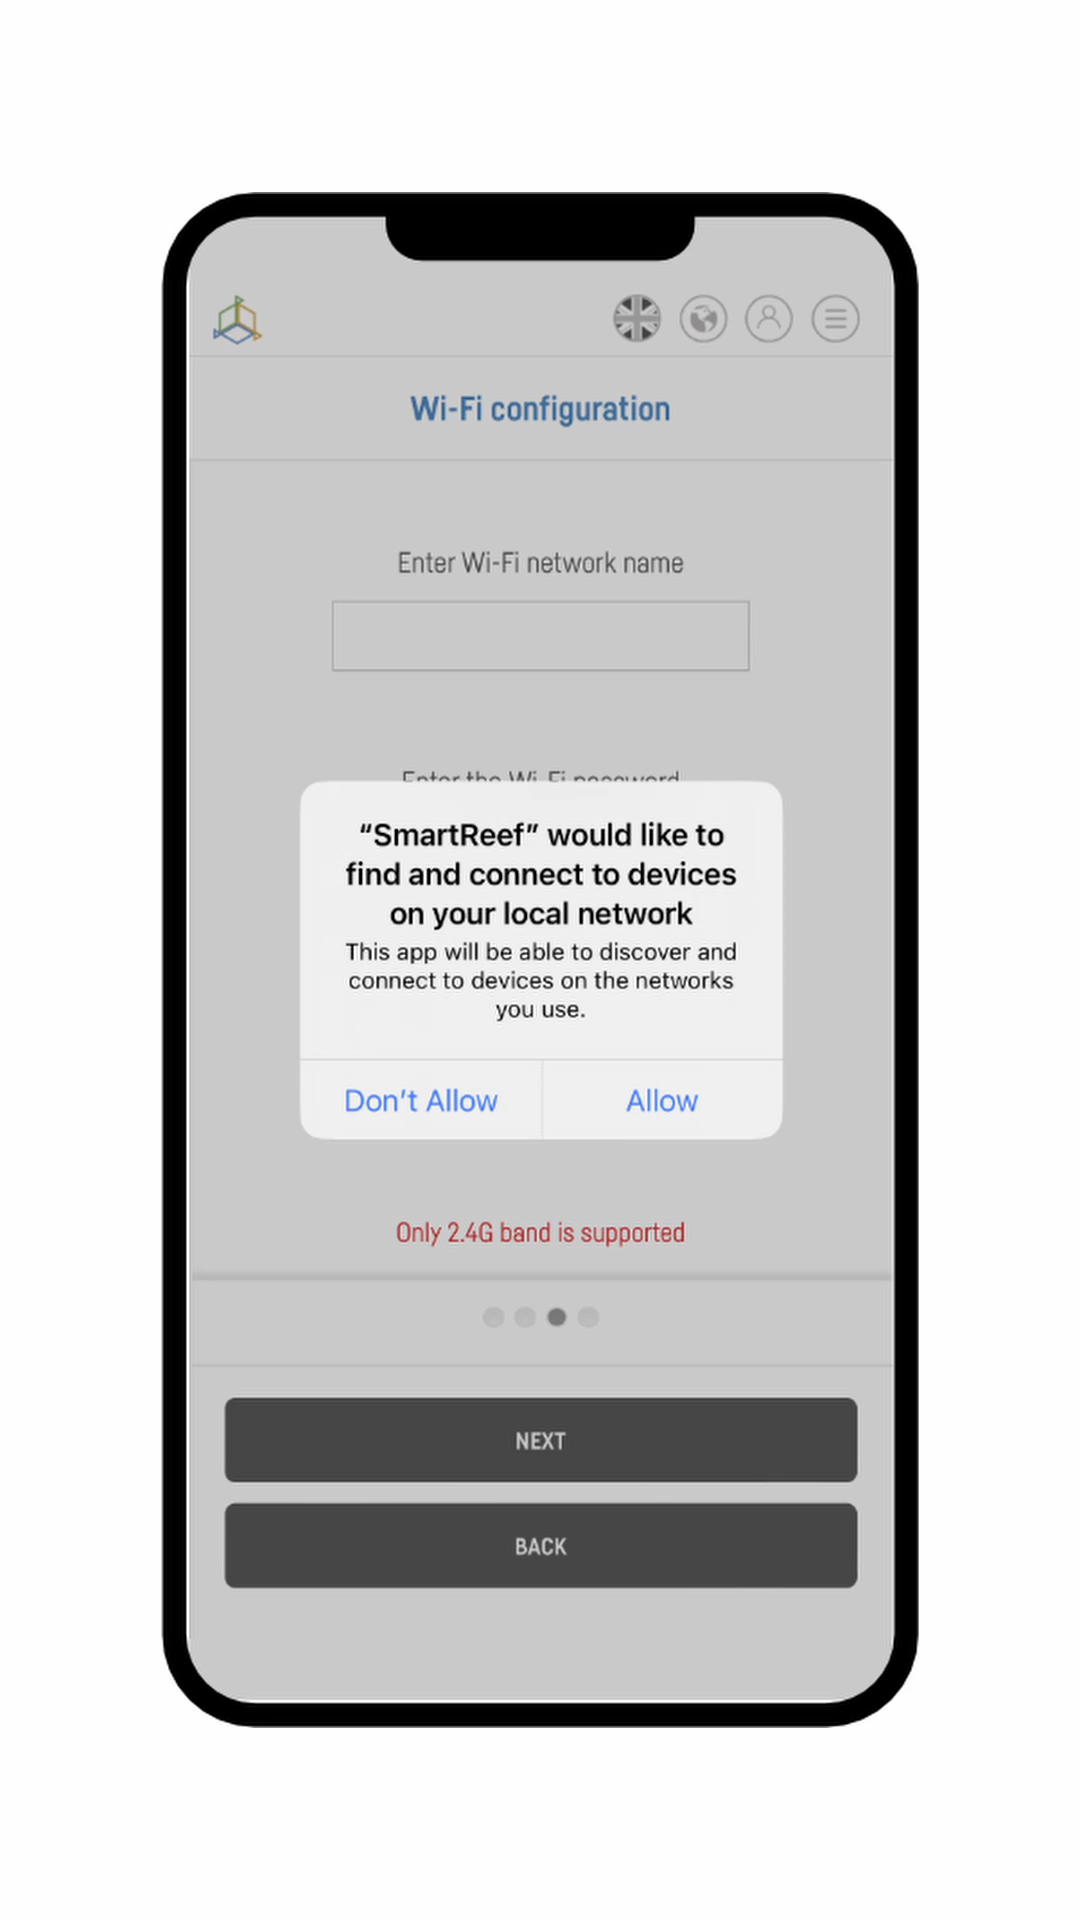 Wi-Fi configuration
Enter Wi-Fi network name
Enter the Wi-Fi password
“SmartReef” would like to
find and connect to devices
on your local network
This app will be able to discover and
connect to devices on the networks
you use.
Don’t Allow
Allow
Only 2.4G band is supported
NEXT
BACK